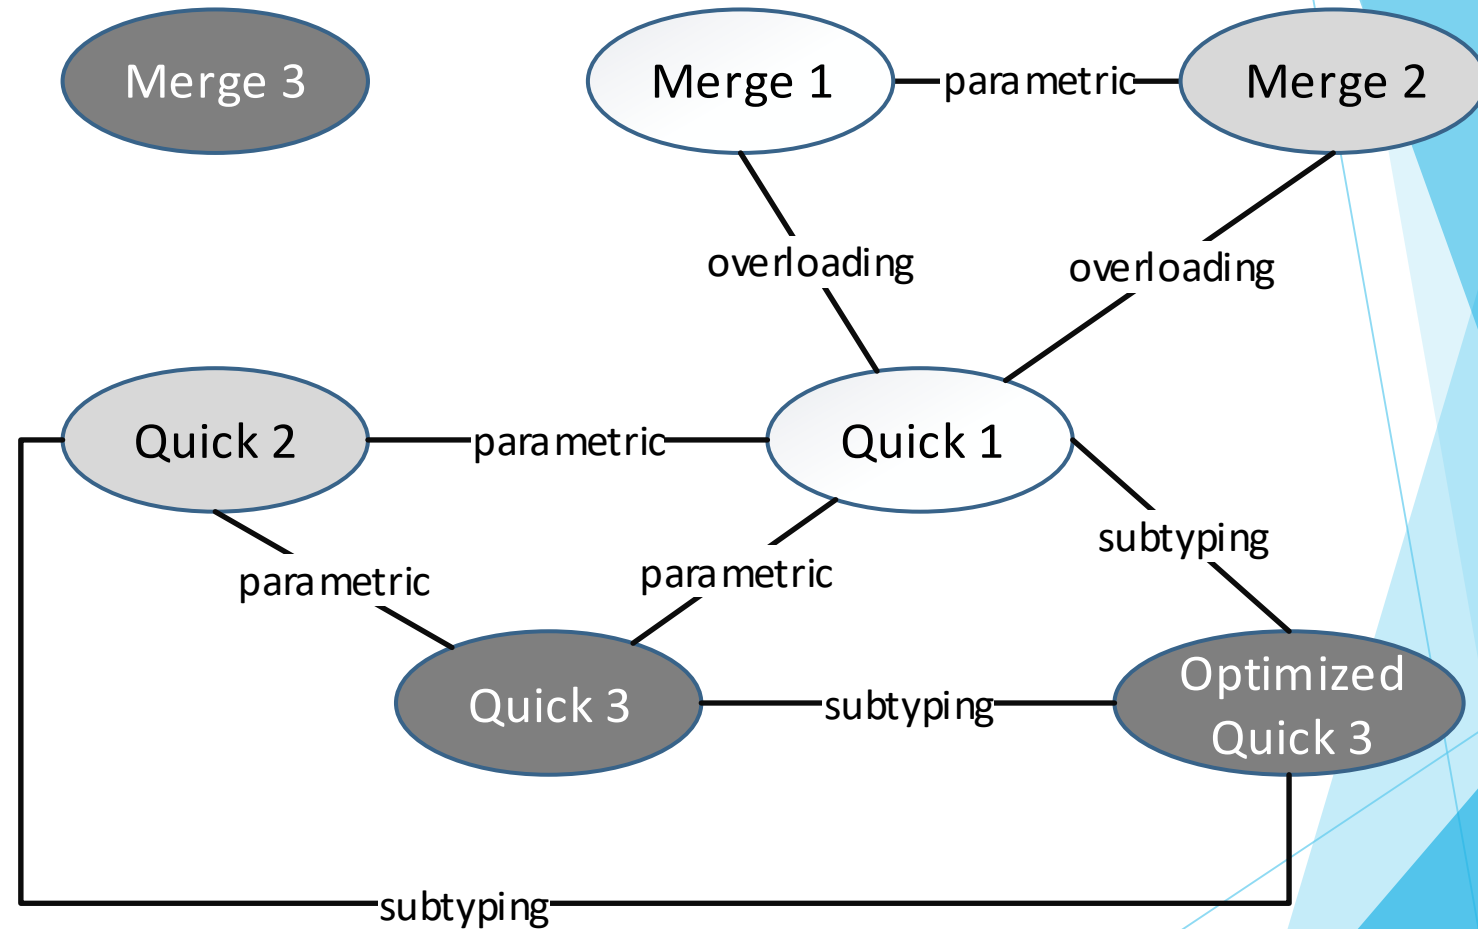 Merge 3
Merge 1
parametric
Merge 2
overloading
overloading
Quick 2
parametric
Quick 1
subtyping
parametric
parametric
Quick 3
subtyping
Optimized
Quick 3
subtyping